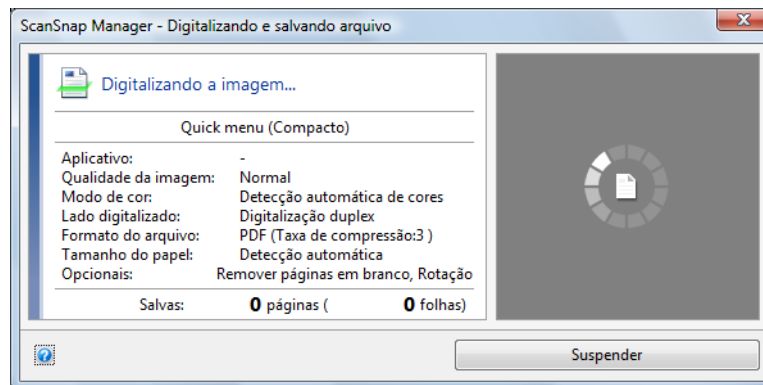 ScanSnap Manager - Digitalizando e salvando arquivo
Digitalizando a imagem...
Quick menu (Compacto)
Aplicativo: -
Qualidade da imagem: Normal
Modo de cor: Detecção automática de cores
Lado digitalizado: Digitalização duplex
Formato do arquivo: PDF (Taxa de compressão:3 )
Tamanho do papel: Detecção automática
Opcionais: Remover páginas em branco, Rotação
Salvas: 0 páginas ( 0 folhas)
Suspender